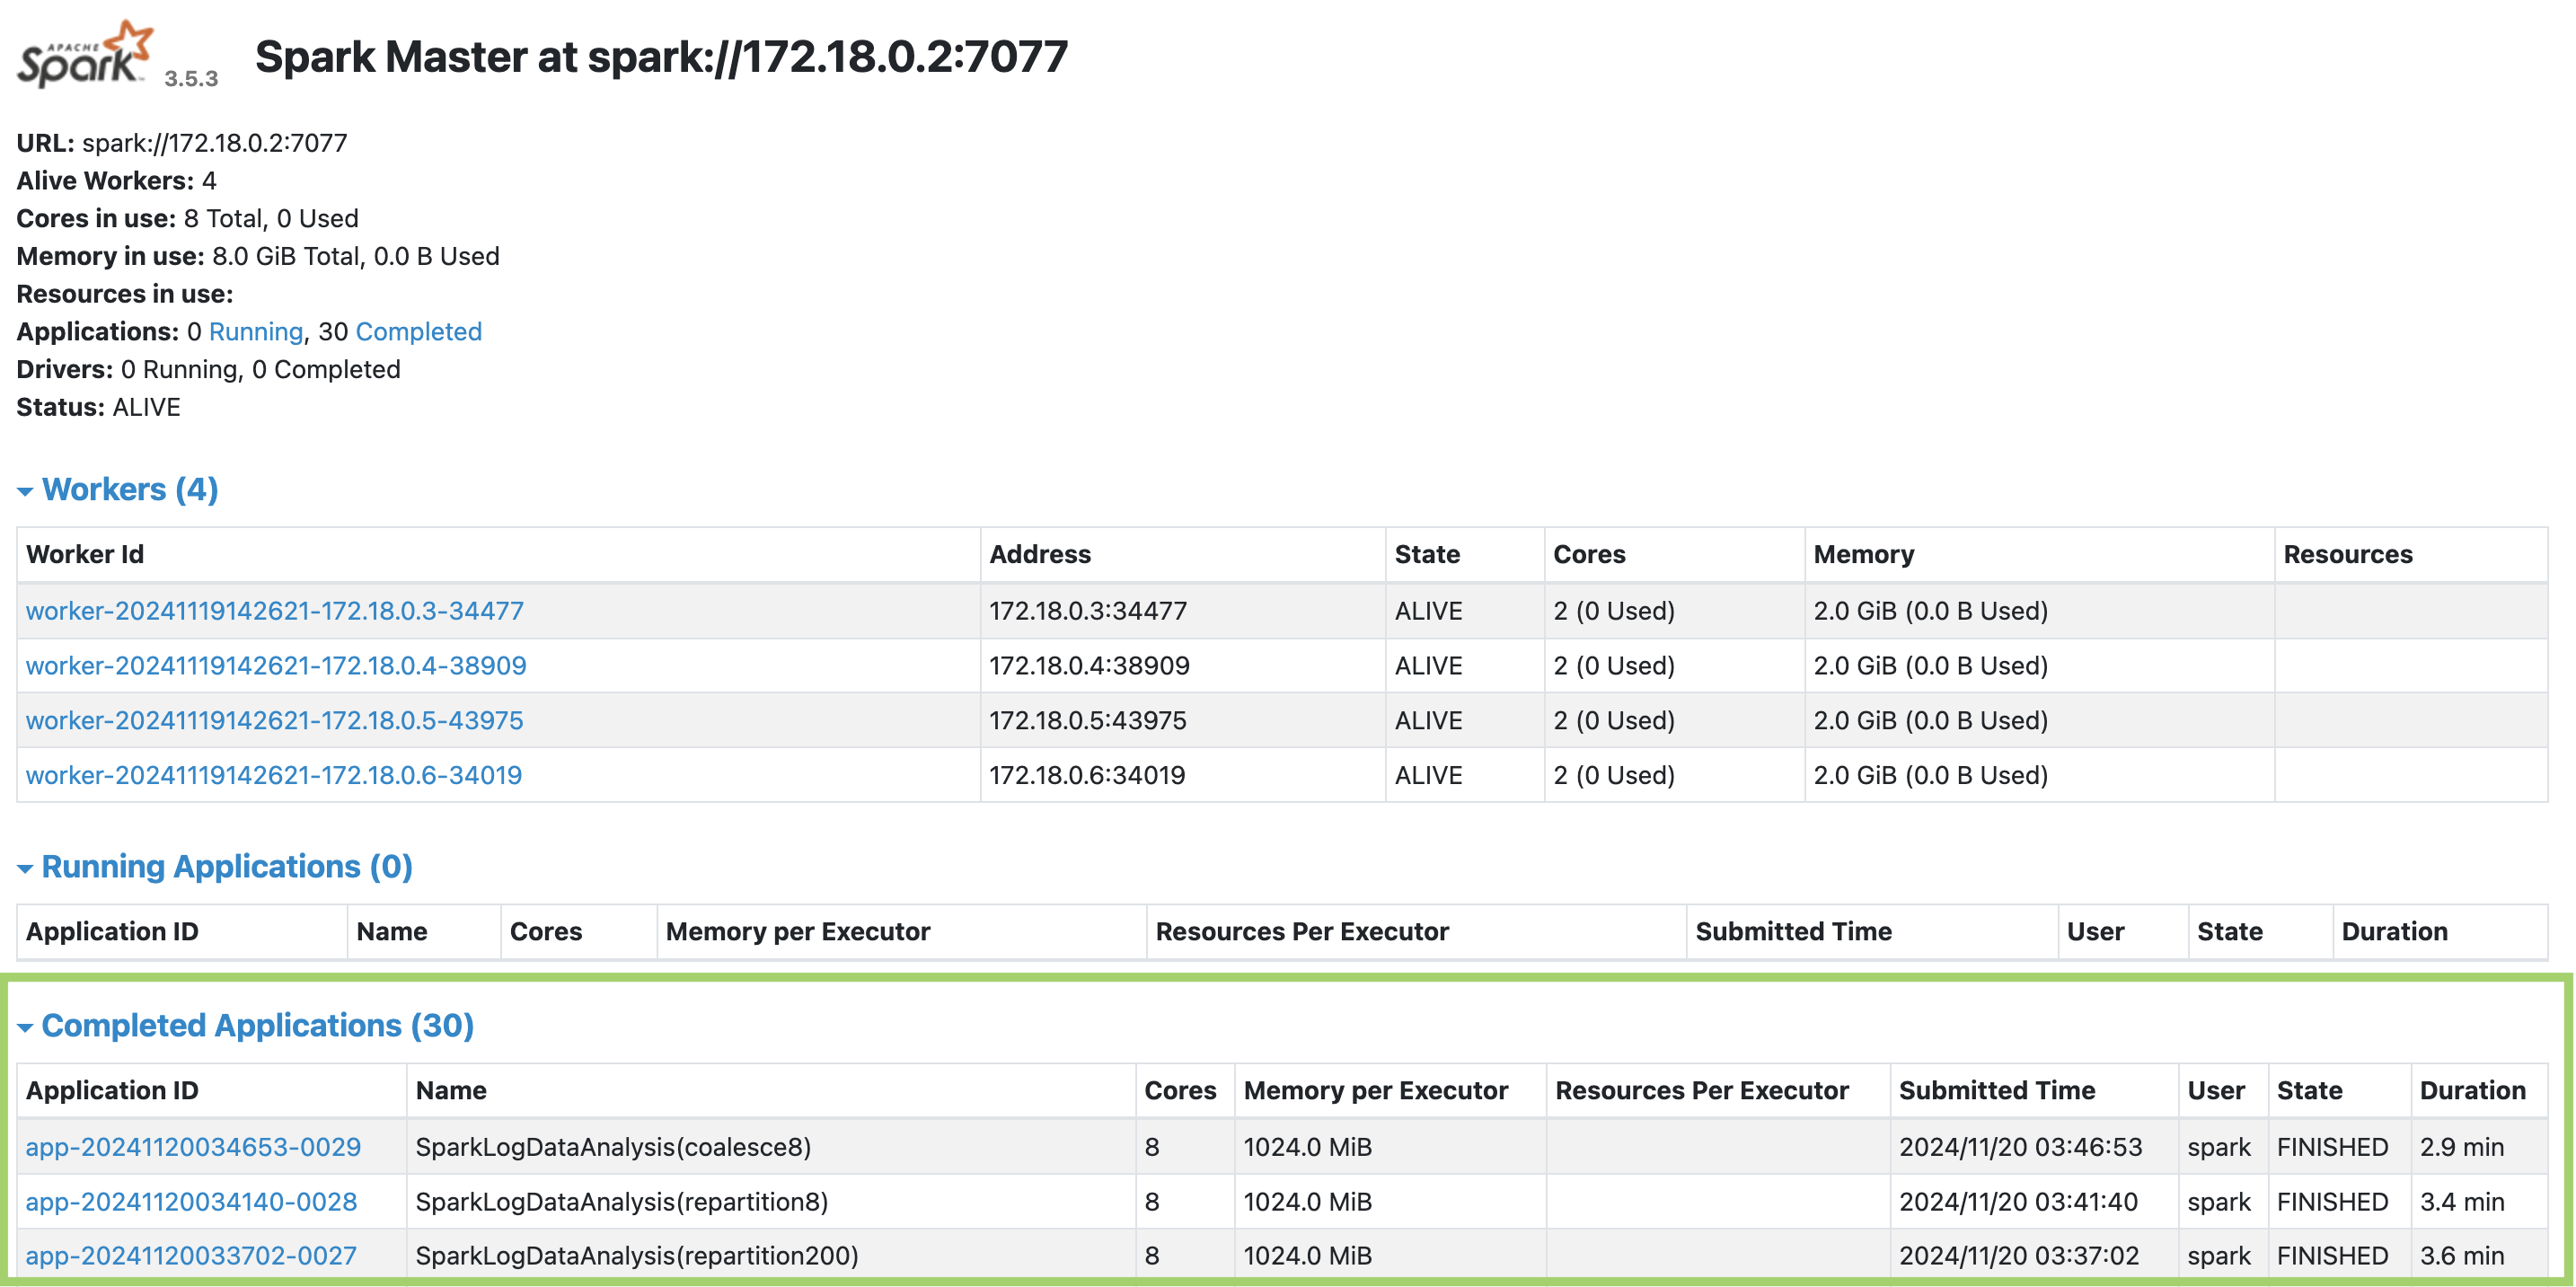 APACHE Spark 3.5.3 Spark Master at spark://172.18.0.2:7077
URL: spark://172.18.0.2:7077
Alive Workers: 4
Cores in use: 8 Total, 0 Used
Memory in use: 8.0 GiB Total, 0.0 B Used
Resources in use:
Applications: 0 Running, 30 Completed
Drivers: 0 Running, 0 Completed
Status: ALIVE
Workers (4)
Worker Id Address State Cores Memory Resources
worker-20241119142621-172.18.0.3-34477 172.18.0.3:34477 ALIVE 2 (0 Used) 2.0 GiB (0.0 B Used)
worker-20241119142621-172.18.0.4-38909 172.18.0.4:38909 ALIVE 2 (0 Used) 2.0 GiB (0.0 B Used)
worker-20241119142621-172.18.0.5-43975 172.18.0.5:43975 ALIVE 2 (0 Used) 2.0 GiB (0.0 B Used)
worker-20241119142621-172.18.0.6-34019 172.18.0.6:34019 ALIVE 2 (0 Used) 2.0 GiB (0.0 B Used)
Running Applications (0)
Application ID Name Cores Memory per Executor Resources Per Executor Submitted Time User State Duration
Completed Applications (30)
Application ID Name Cores Memory per Executor Resources Per Executor Submitted Time User State Duration
app-20241120034653-0029 SparkLogDataAnalysis(coalesce8) 8 1024.0 MiB 2024/11/20 03:46:53 spark FINISHED 2.9 min
app-20241120034140-0028 SparkLogDataAnalysis(repartition8) 8 1024.0 MiB 2024/11/20 03:41:40 spark FINISHED 3.4 min
app-20241120033702-0027 SparkLogDataAnalysis(repartition200) 8 1024.0 MiB 2024/11/20 03:37:02 spark FINISHED 3.6 min